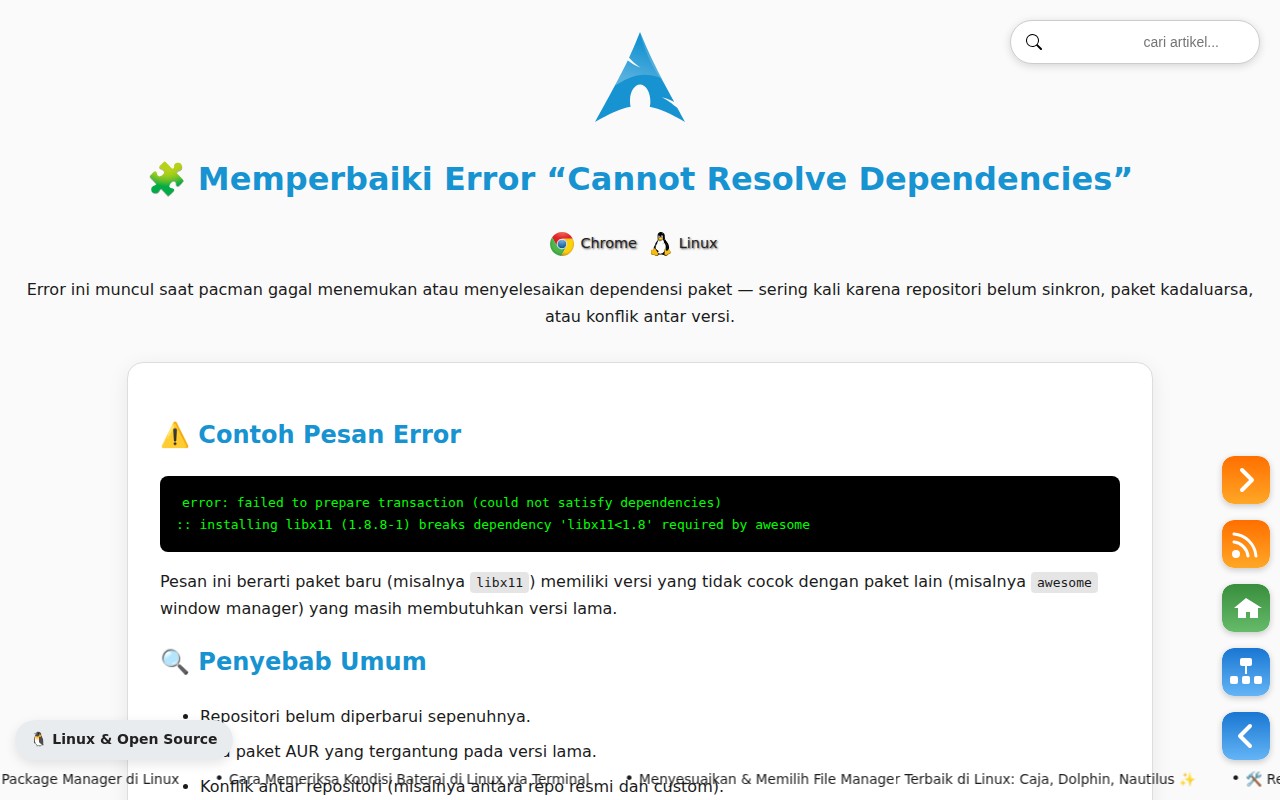 cari artikel...
🧩 Memperbaiki Error “Cannot Resolve Dependencies”
Chrome Linux
Error ini muncul saat pacman gagal menemukan atau menyelesaikan dependensi paket — sering kali karena repositori belum sinkron, paket kadaluarsa,
atau konflik antar versi.
⚠️ Contoh Pesan Error
error: failed to prepare transaction (could not satisfy dependencies)
:: installing libx11 (1.8.8-1) breaks dependency 'libx11<1.8' required by awesome
Pesan ini berarti paket baru (misalnya libx11) memiliki versi yang tidak cocok dengan paket lain (misalnya awesome
window manager) yang masih membutuhkan versi lama.
🔍 Penyebab Umum
• Repositori belum diperbarui sepenuhnya.
paket AUR yang tergantung pada versi lama.
• Konflik antar repositori (misalnya antara repo resmi dan custom).
🐧 Linux & Open Source
Package Manager di Linux • Cara Memeriksa Kondisi Baterai di Linux via Terminal • Menyesuaikan & Memilih File Manager Terbaik di Linux: Caja, Dolphin, Nautilus ✨ • 🛠️